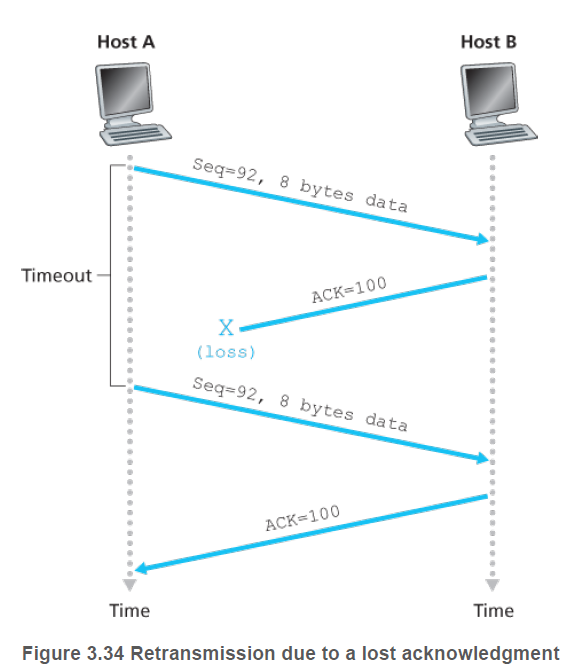 Host A
Host B
Seq=92, 8 bytes data
Timeout
ACK=100
X
(loss)
Seq=92, 8 bytes data
ACK=100
Time
Time
Figure 3.34 Retransmission due to a lost acknowledgment